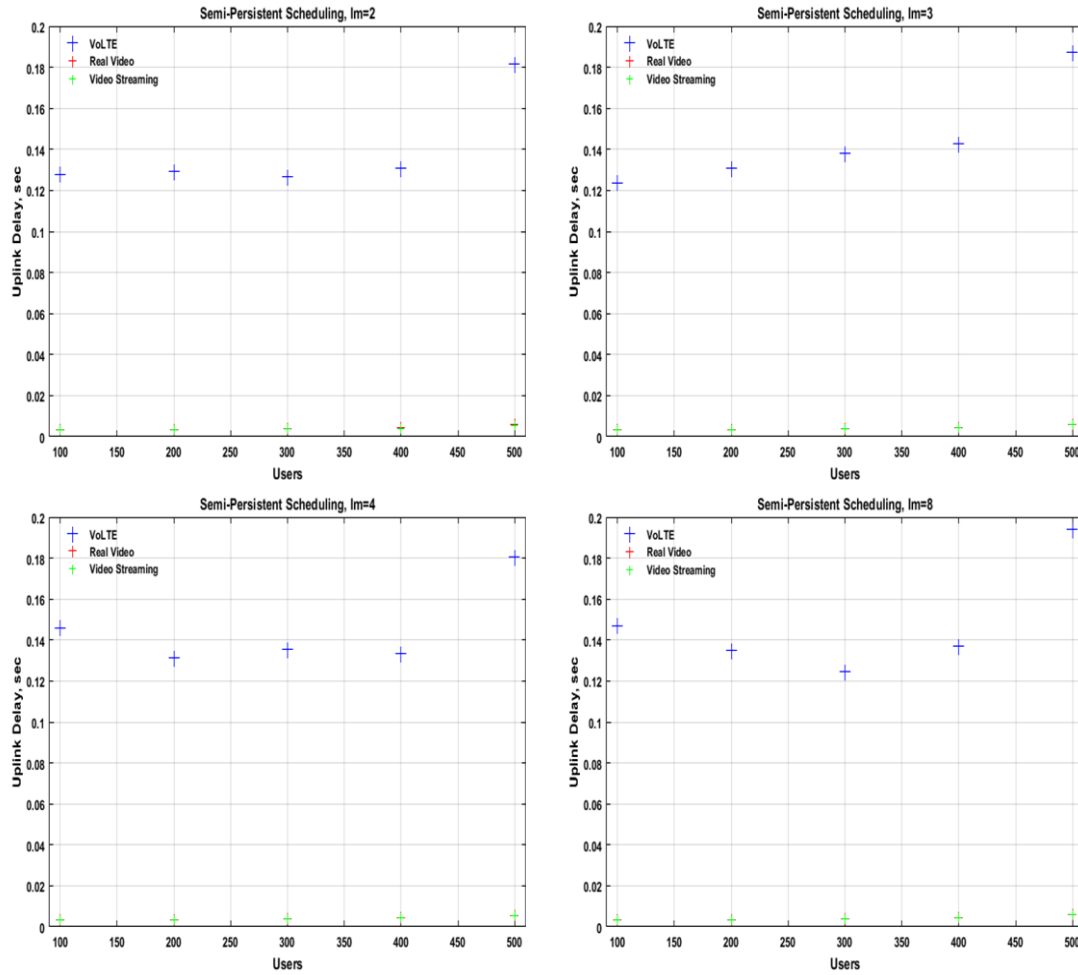 Semi-Persistent Scheduling, Im=2
VoLTE
Real Video
Video Streaming
Uplink Delay, sec
0.2
0.18
0.16
0.14
0.12
0.1
0.08
0.06
0.04
0.02
0
100 150 200 250 300 350 400 450 500
Users
Semi-Persistent Scheduling, Im=3
VoLTE
Real Video
Video Streaming
Uplink Delay, sec
0.2
0.18
0.16
0.14
0.12
0.1
0.08
0.06
0.04
0.02
0
100 150 200 250 300 350 400 450 500
Users
Semi-Persistent Scheduling, Im=4
VoLTE
Real Video
Video Streaming
Uplink Delay, sec
0.2
0.18
0.16
0.14
0.12
0.1
0.08
0.06
0.04
0.02
0
100 150 200 250 300 350 400 450 500
Users
Semi-Persistent Scheduling, Im=8
VoLTE
Real Video
Video Streaming
Uplink Delay, sec
0.2
0.18
0.16
0.14
0.12
0.1
0.08
0.06
0.04
0.02
0
100 150 200 250 300 350 400 450 500
Users